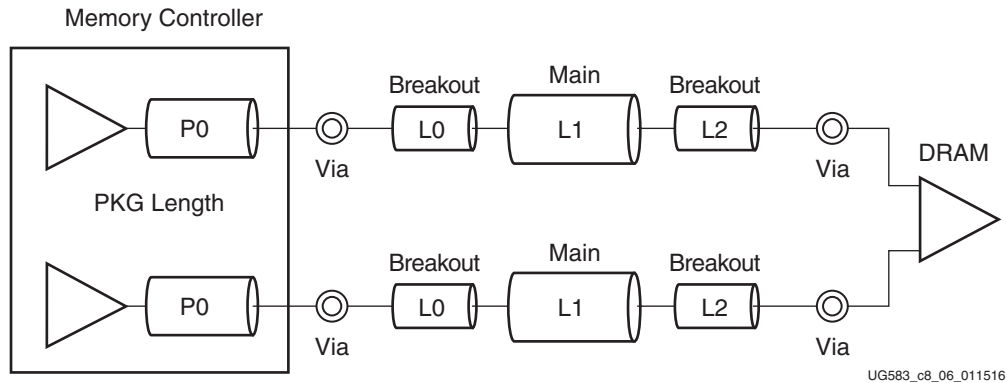 Memory Controller
Breakout
Main
Breakout
P0
L0
L1
L2
Via
Via
DRAM
PKG Length
Breakout
Main
Breakout
P0
L0
L1
L2
Via
Via
UG583_c8_06_011516